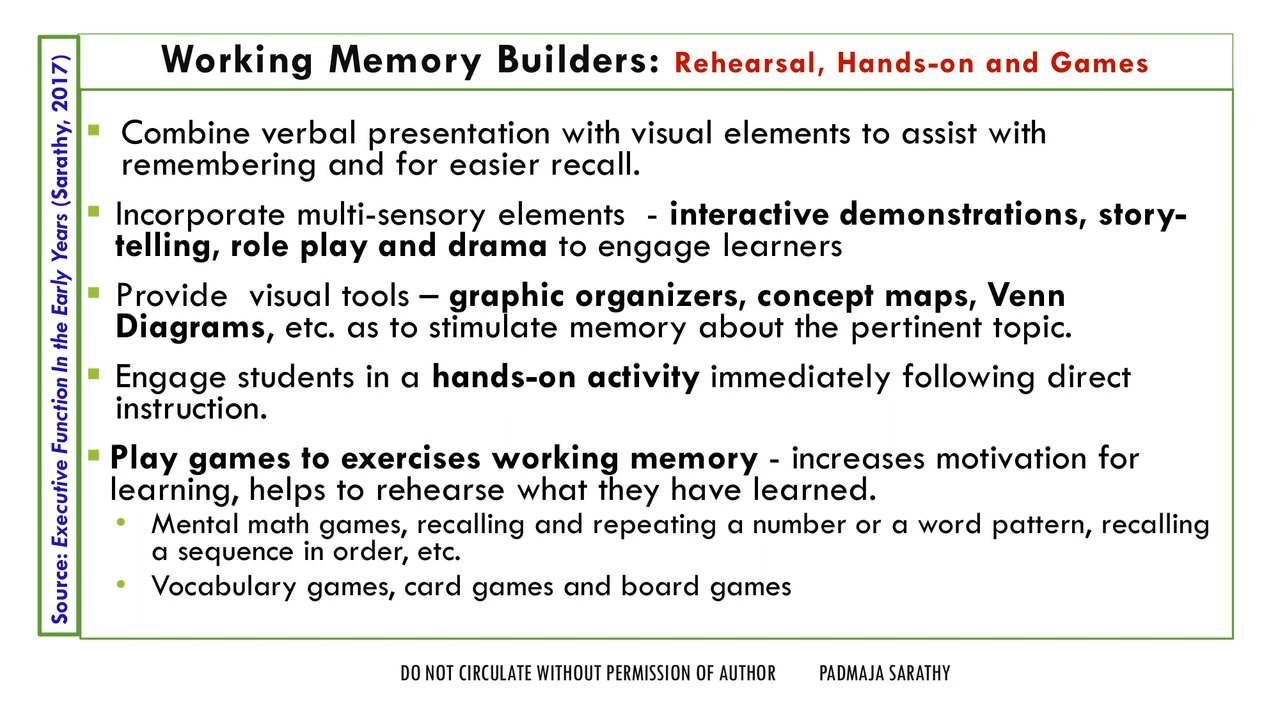 Working Memory Builders: Rehearsal, Hands-on and Games
Source: Executive Function In the Early Years (Sarathy, 2017)
▪ Combine verbal presentation with visual elements to assist with
remembering and for easier recall.
▪ Incorporate multi-sensory elements - interactive demonstrations, story-
telling, role play and drama to engage learners
▪ Provide visual tools – graphic organizers, concept maps, Venn
Diagrams, etc. as to stimulate memory about the pertinent topic.
▪ Engage students in a hands-on activity immediately following direct
instruction.
▪ Play games to exercises working memory - increases motivation for
learning, helps to rehearse what they have learned.
• Mental math games, recalling and repeating a number or a word pattern, recalling
a sequence in order, etc.
• Vocabulary games, card games and board games
DO NOT CIRCULATE WITHOUT PERMISSION OF AUTHOR PADMAJA SARATHY